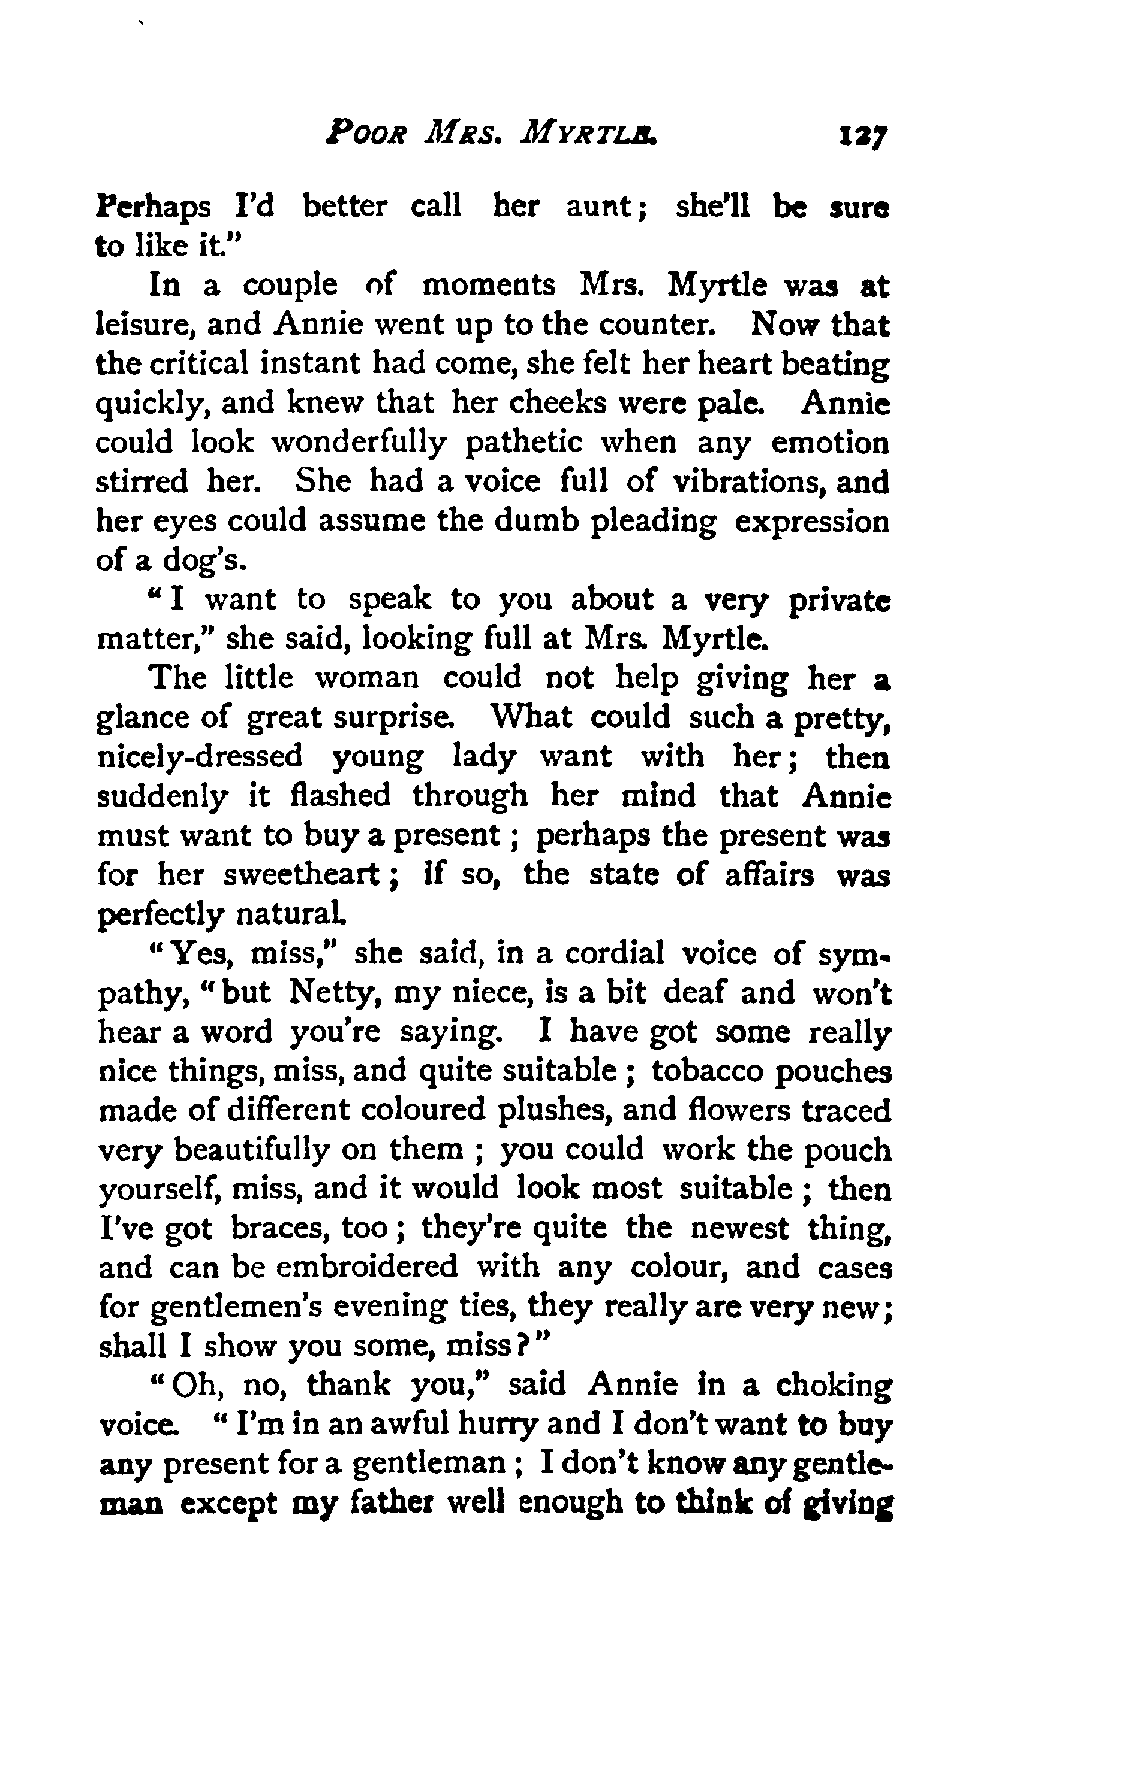 POOR MRS. MYRTLE. 127
Perhaps I'd better call her aunt; she'll be sure
to like it."
In a couple of moments Mrs. Myrtle was at
leisure, and Annie went up to the counter. Now that
the critical instant had come, she felt her heart beating
quickly, and knew that her cheeks were pale. Annie
could look wonderfully pathetic when any emotion
stirred her. She had a voice full of vibrations, and
her eyes could assume the dumb pleading expression
of a dog's.
"I want to speak to you about a very private
matter," she said, looking full at Mrs. Myrtle.
The little woman could not help giving her a
glance of great surprise. What could such a pretty,
nicely-dressed young lady want with her; then
suddenly it flashed through her mind that Annie
must want to buy a present; perhaps the present was
for her sweetheart; if so, the state of affairs was
perfectly natural.
"Yes, miss," she said, in a cordial voice of sym-
pathy, "but Netty, my niece, is a bit deaf and won't
hear a word you're saying. I have got some really
nice things, miss, and quite suitable; tobacco pouches
made of different coloured plushes, and flowers traced
very beautifully on them; you could work the pouch
yourself, miss, and it would look most suitable; then
I've got braces, too; they're quite the newest thing,
and can be embroidered with any colour, and cases
for gentlemen's evening ties, they really are very new;
shall I show you some, miss?"
"Oh, no, thank you," said Annie in a choking
voice. "I'm in an awful hurry and I don't want to buy
any present for a gentleman; I don't know any gentle-
man except my father well enough to think of giving